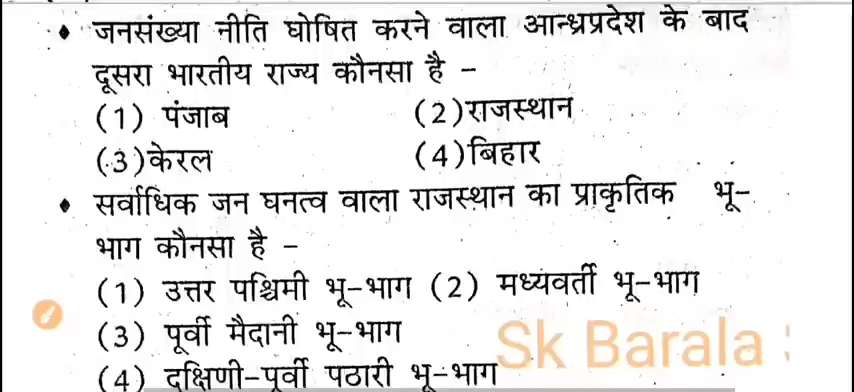 ♦ जनसंख्या नीति घोषित करने वाला आन्ध्रप्रदेश के बाद
दूसरा भारतीय राज्य कौनसा है –
(1) पंजाब (2)राजस्थान
(3)केरल (4)बिहार
♦ सर्वाधिक जन घनत्व वाला राजस्थान का प्राकृतिक भू–
भाग कौनसा है –
(1) उत्तर पश्चिमी भू–भाग (2) मध्यवर्ती भू–भाग
(3) पूर्वी मैदानी भू–भाग
Sk Barala
(4) दक्षिणी–पूर्वी पठारी भू–भाग